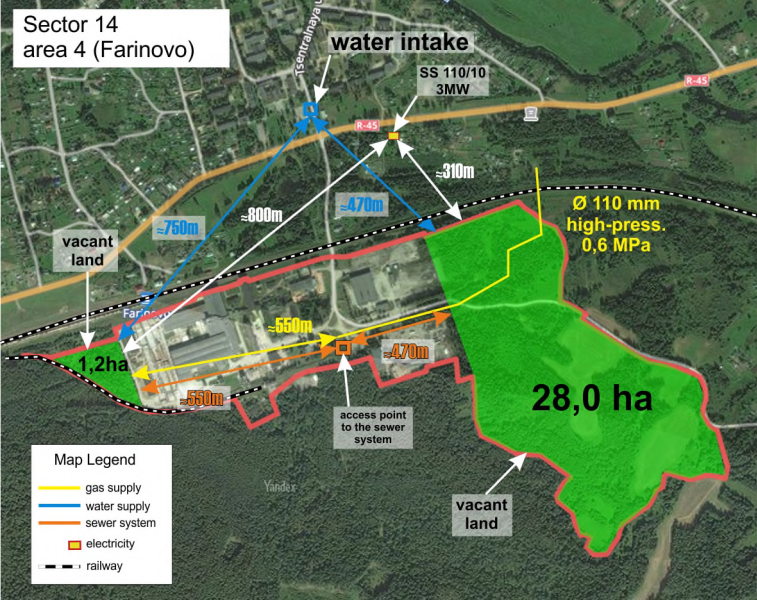 Sector 14
area 4 (Farinovo)
Tsentralnaya
water intake
SS 110/10
3MW
R-45
R-45
≈310m
≈470m
≈750m
≈800m
Ø 110 mm
high-press.
0,6 MPa
vacant
land
Farinovo
≈550m
1,2ha
≈470m
≈550m
28,0 ha
access point
to the sewer
system
vacant
land
Yandex
Map Legend
gas supply
water supply
sewer system
electricity
railway